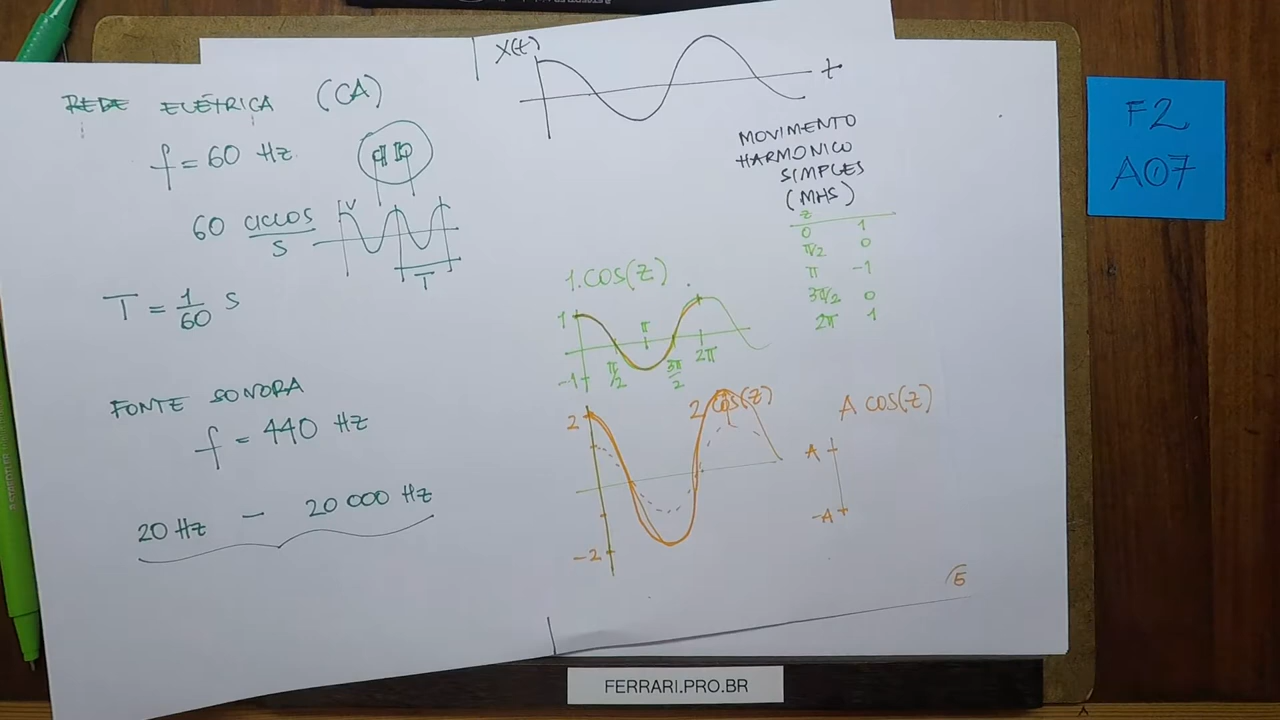 REDE ELÉTRICA (CA)
f = 60 Hz
60 CICLOS/S
V
T
T = 1/60 S
FONTE SONORA
f = 440 Hz
20 Hz — 20 000 Hz
X(t)
t
MOVIMENTO
HARMÔNICO
SIMPLES
(MHS)
z
0 1
π/2 0
π -1
3π/2 0
2π 1
1.COS(z)
1
π
2π
-1
π/2
3π/2
2 cos(z)
2
-2
A COS(z)
A
-A
5
F2
A07
FERRARI.PRO.BR